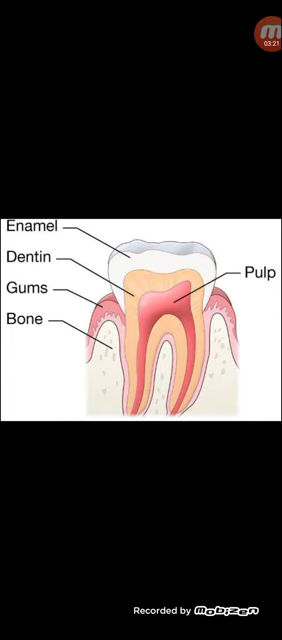 03:21
Enamel
Dentin
Pulp
Gums
Bone
Recorded by mobizen